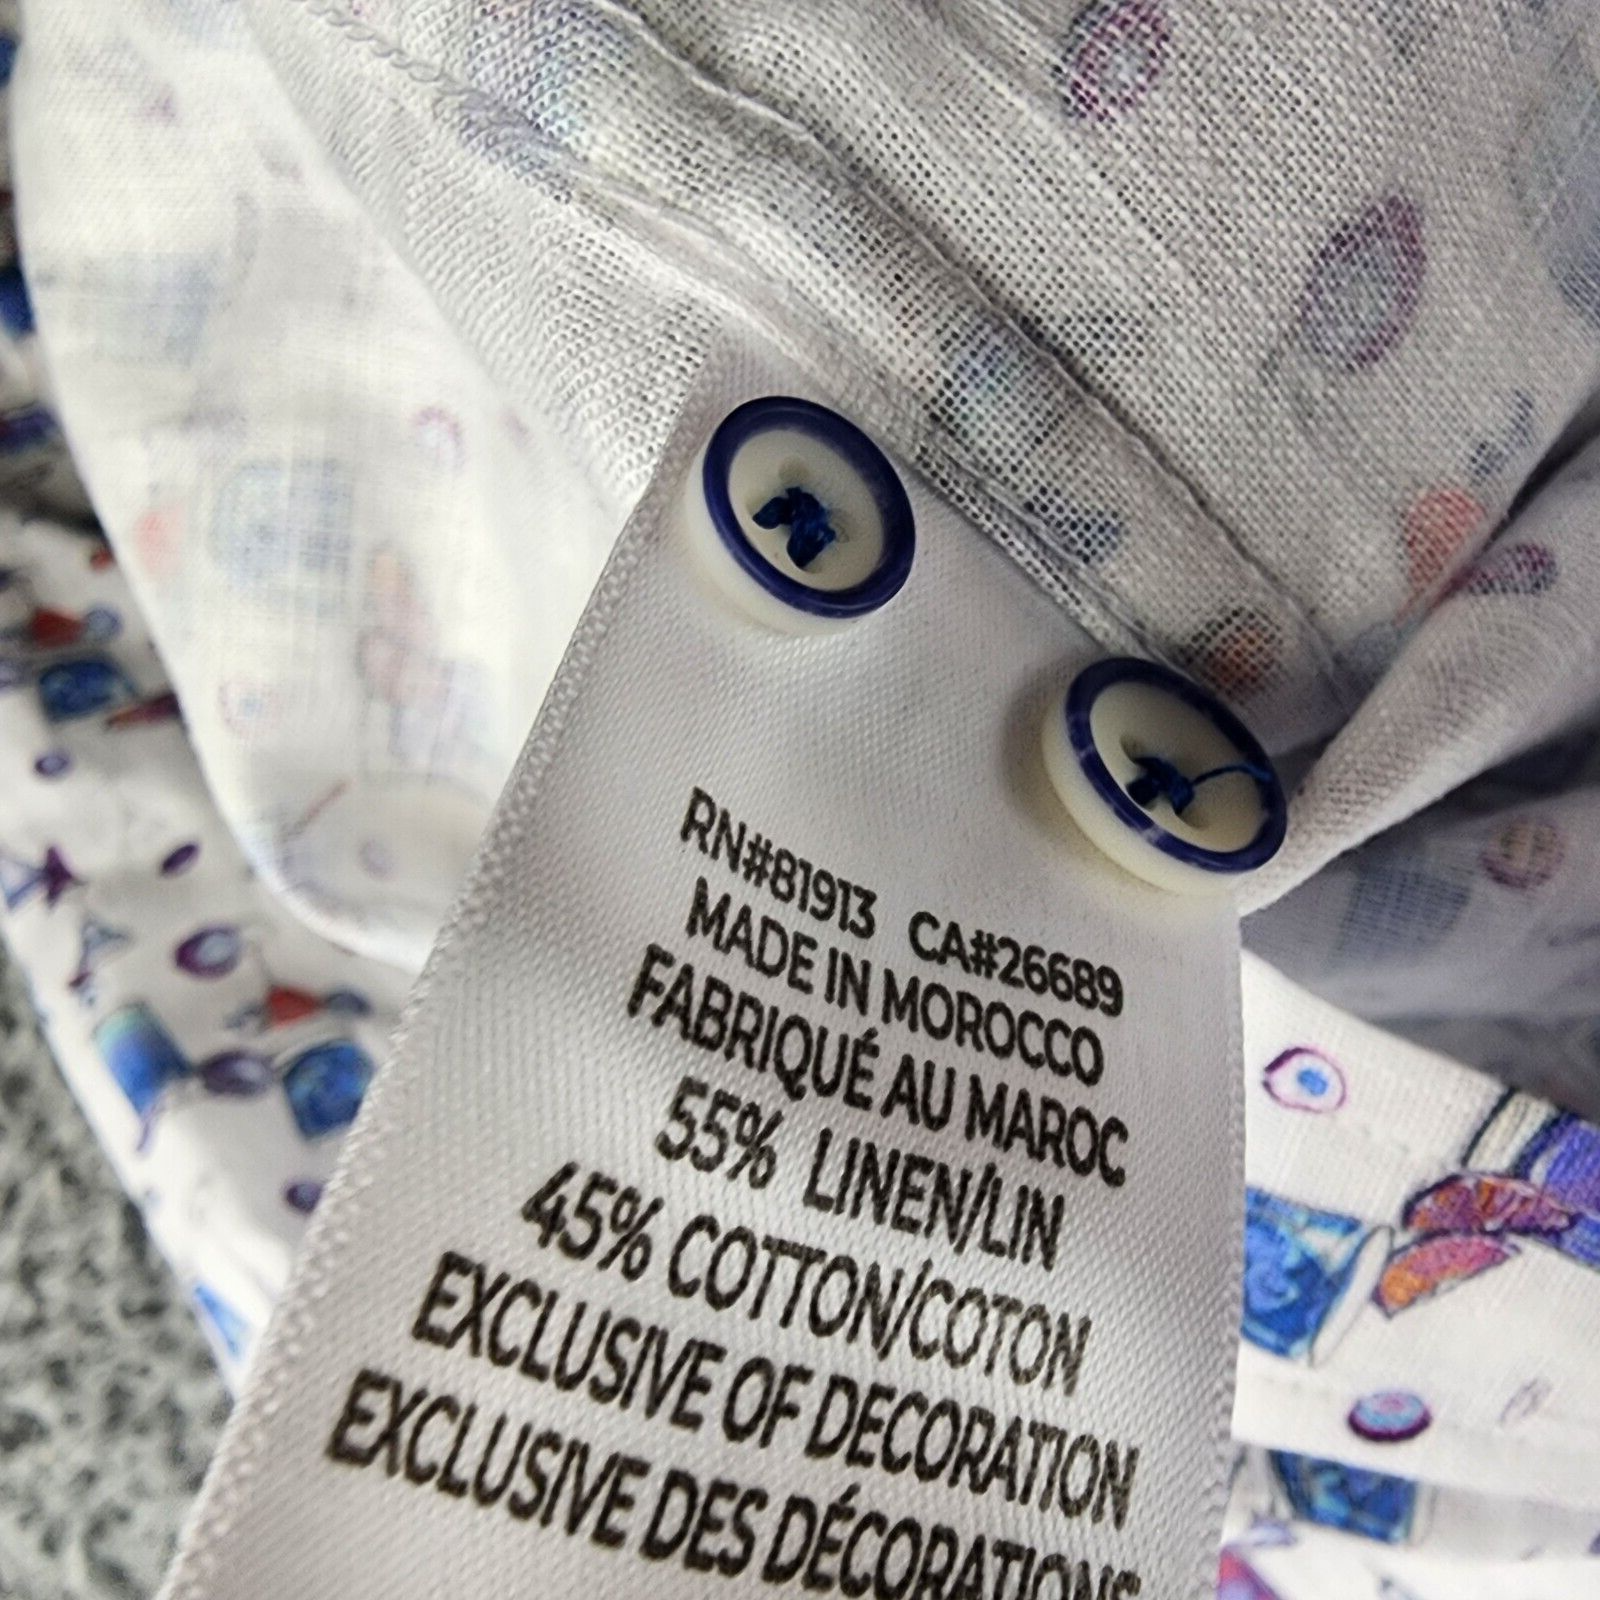 RN#81913 CA#26689
MADE IN MOROCCO
FABRIQUÉ AU MAROC
55% LINEN/LIN
45% COTTON/COTON
EXCLUSIVE OF DECORATION
EXCLUSIVE DES DÉCORATIONS